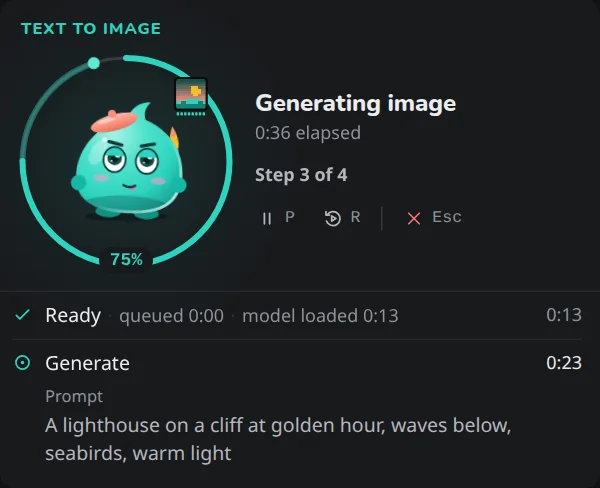 TEXT TO IMAGE
75%
Generating image
0:36 elapsed
Step 3 of 4
P R Esc
Ready · queued 0:00 · model loaded 0:13 0:13
Generate 0:23
Prompt
A lighthouse on a cliff at golden hour, waves below,
seabirds, warm light